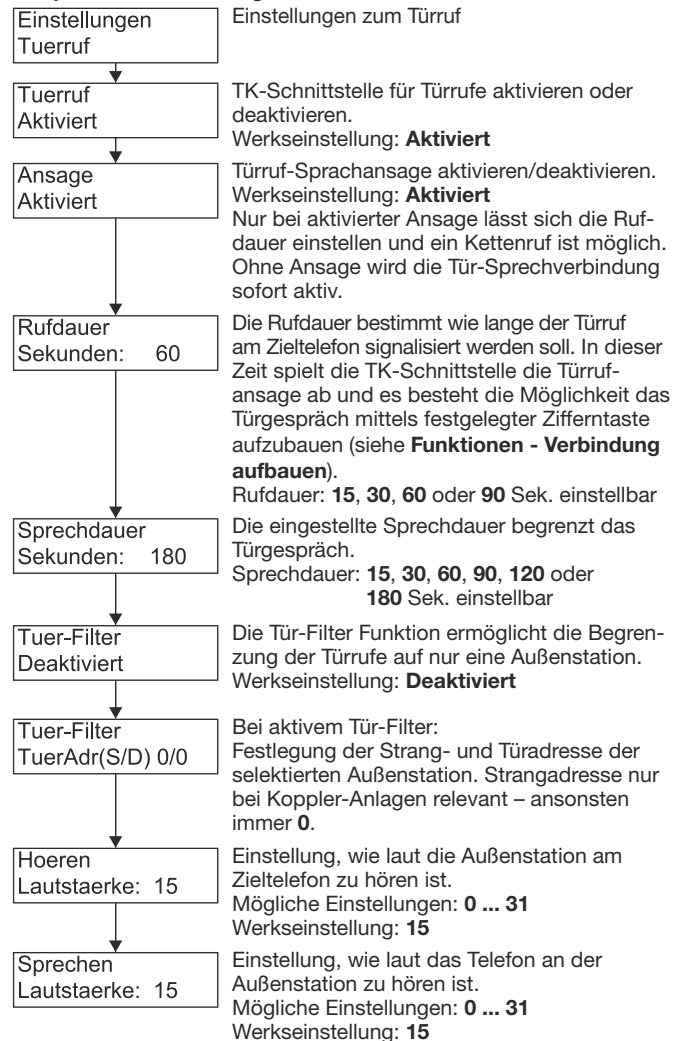 Einstellungen
Tuerruf
Einstellungen zum Türruf
Tuerruf
Aktiviert
TK-Schnittstelle für Türrufe aktivieren oder
deaktivieren.
Werkseinstellung: Aktiviert
Ansage
Aktiviert
Türruf-Sprachansage aktivieren/deaktivieren.
Werkseinstellung: Aktiviert
Nur bei aktivierter Ansage lässt sich die Ruf-
dauer einstellen und ein Kettenruf ist möglich.
Ohne Ansage wird die Tür-Sprechverbindung
sofort aktiv.
Rufdauer
Sekunden: 60
Die Rufdauer bestimmt wie lange der Türruf
am Zieltelefon signalisiert werden soll. In dieser
Zeit spielt die TK-Schnittstelle die Türruf-
ansage ab und es besteht die Möglichkeit das
Türgespräch mittels festgelegter Zifferntaste
aufzubauen (siehe Funktionen - Verbindung
aufbauen).
Rufdauer: 15, 30, 60 oder 90 Sek. einstellbar
Sprechdauer
Sekunden: 180
Die eingestellte Sprechdauer begrenzt das
Türgespräch.
Sprechdauer: 15, 30, 60, 90, 120 oder
180 Sek. einstellbar
Tuer-Filter
Deaktiviert
Die Tür-Filter Funktion ermöglicht die Begren-
zung der Türrufe auf nur eine Außenstation.
Werkseinstellung: Deaktiviert
Tuer-Filter
TuerAdr(S/D) 0/0
Bei aktivem Tür-Filter:
Festlegung der Strang- und Türadresse der
selektierten Außenstation. Strangadresse nur
bei Koppler-Anlagen relevant – ansonsten
immer 0.
Hoeren
Lautstaerke: 15
Einstellung, wie laut die Außenstation am
Zieltelefon zu hören ist.
Mögliche Einstellungen: 0 ... 31
Werkseinstellung: 15
Sprechen
Lautstaerke: 15
Einstellung, wie laut das Telefon an der
Außenstation zu hören ist.
Mögliche Einstellungen: 0 ... 31
Werkseinstellung: 15